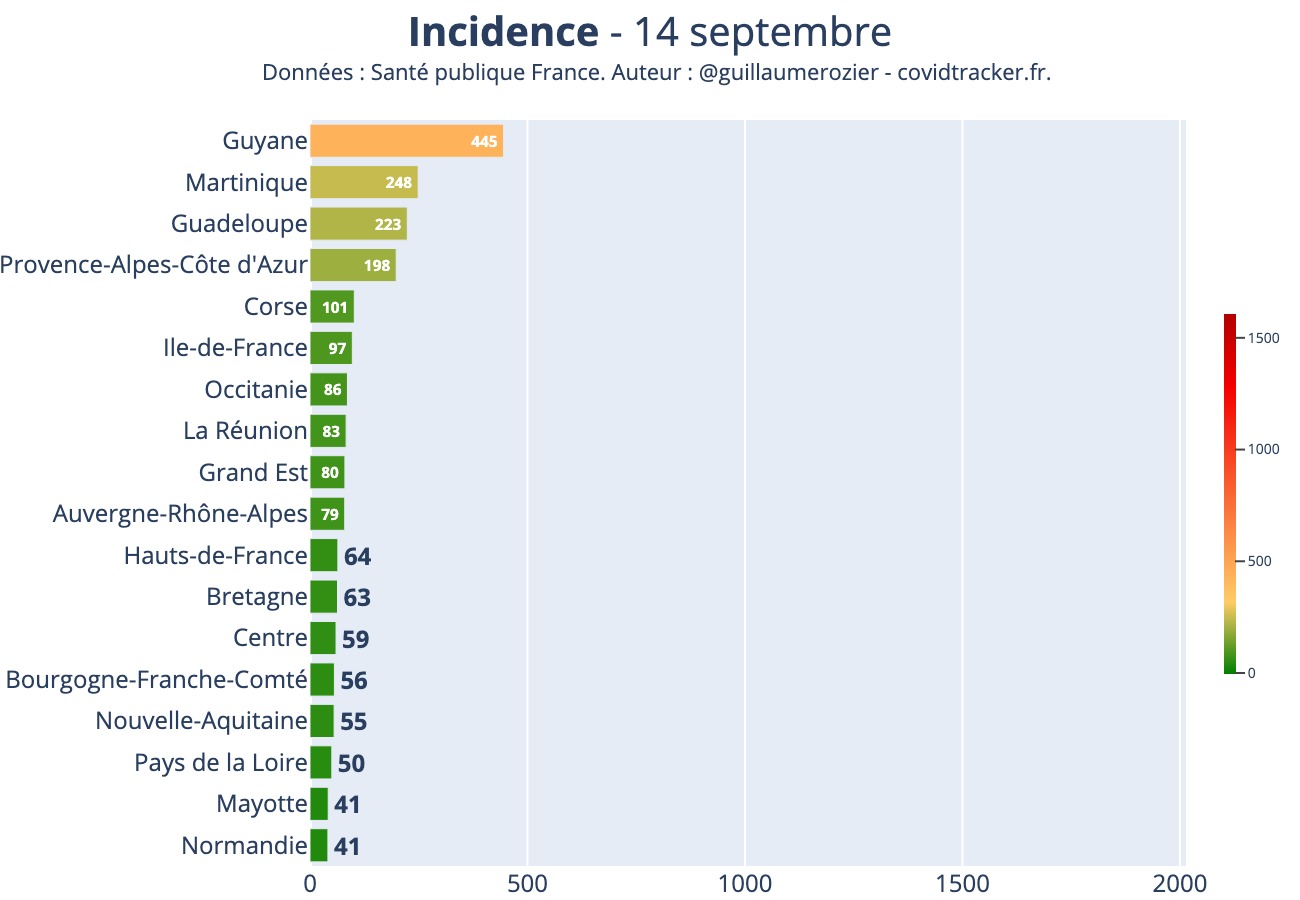 Incidence - 14 septembre
Données : Santé publique France. Auteur : @guillaumerozier - covidtracker.fr.
Guyane 445
Martinique 248
Guadeloupe 223
Provence-Alpes-Côte d'Azur 198
Corse 101
Ile-de-France 97
Occitanie 86
La Réunion 83
Grand Est 80
Auvergne-Rhône-Alpes 79
Hauts-de-France 64
Bretagne 63
Centre 59
Bourgogne-Franche-Comté 56
Nouvelle-Aquitaine 55
Pays de la Loire 50
Mayotte 41
Normandie 41
0 500 1000 1500 2000
1500
1000
500
0